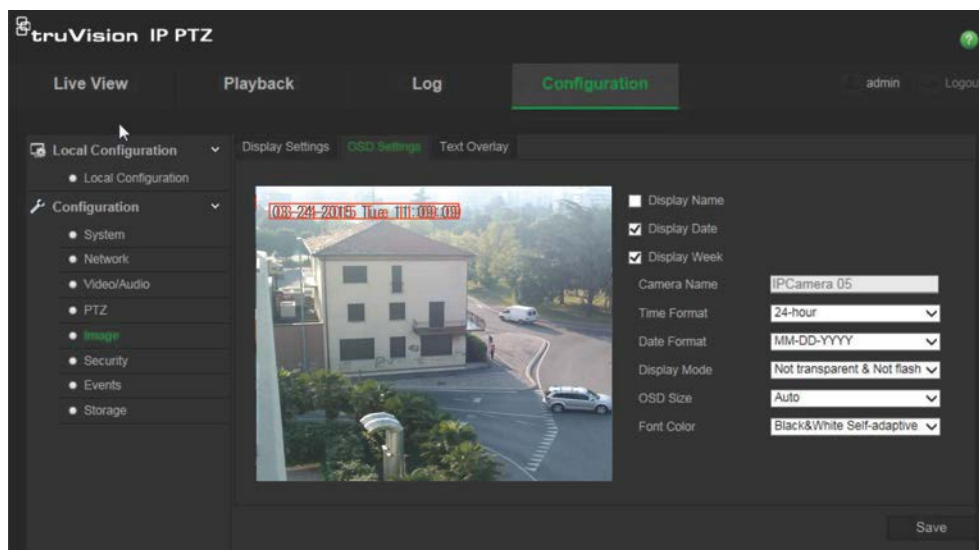 truVision IP PTZ
?
Live View Playback Log Configuration admin Logou
Local Configuration
Local Configuration
Configuration
System
Network
Video/Audio
PTZ
Image
Security
Events
Storage
Display Settings OSD Settings Text Overlay
03-24-2015 Tue 11:09:09
Display Name
Display Date
Display Week
Camera Name IPCamera 05
Time Format 24-hour
Date Format MM-DD-YYYY
Display Mode Not transparent & Not flash
OSD Size Auto
Font Color Black&White Self-adaptive
Save